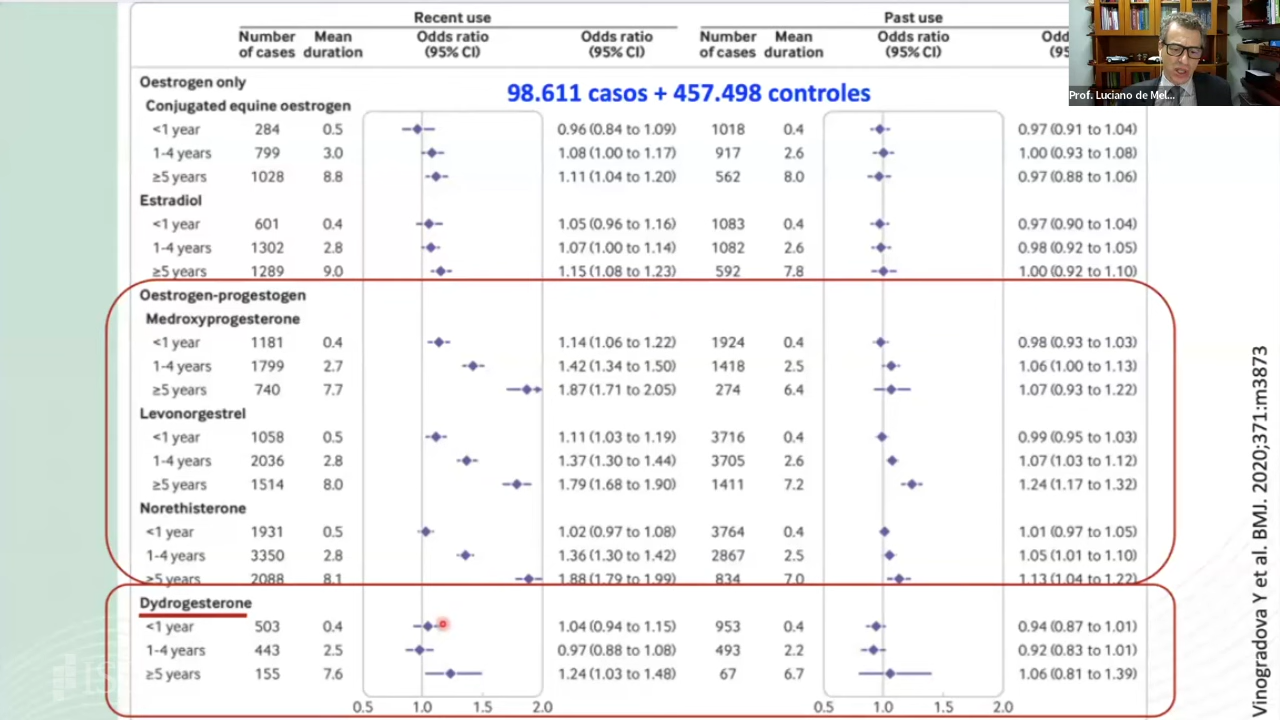 Recent use Past use
Number of cases Mean duration Odds ratio (95% CI) Odds ratio (95% CI) Number of cases Mean duration Odds ratio (95% CI)
Oestrogen only
98.611 casos + 457.498 controles
Conjugated equine oestrogen
<1 year 284 0.5 0.96 (0.84 to 1.09) 1018 0.4 0.97 (0.91 to 1.04)
1-4 years 799 3.0 1.08 (1.00 to 1.17) 917 2.6 1.00 (0.93 to 1.08)
≥5 years 1028 8.8 1.11 (1.04 to 1.20) 562 8.0 0.97 (0.88 to 1.06)
Estradiol
<1 year 601 0.4 1.05 (0.96 to 1.16) 1083 0.4 0.97 (0.90 to 1.04)
1-4 years 1302 2.8 1.07 (1.00 to 1.14) 1082 2.6 0.98 (0.92 to 1.05)
≥5 years 1289 9.0 1.15 (1.08 to 1.23) 592 7.8 1.00 (0.92 to 1.10)
Oestrogen-progestogen
Medroxyprogesterone
<1 year 1181 0.4 1.14 (1.06 to 1.22) 1924 0.4 0.98 (0.93 to 1.03)
1-4 years 1799 2.7 1.42 (1.34 to 1.50) 1418 2.5 1.06 (1.00 to 1.13)
≥5 years 740 7.7 1.87 (1.71 to 2.05) 274 6.4 1.07 (0.93 to 1.22)
Levonorgestrel
<1 year 1058 0.5 1.11 (1.03 to 1.19) 3716 0.4 0.99 (0.95 to 1.03)
1-4 years 2036 2.8 1.37 (1.30 to 1.44) 3705 2.6 1.07 (1.03 to 1.12)
≥5 years 1514 8.0 1.79 (1.68 to 1.90) 1411 7.2 1.24 (1.17 to 1.32)
Norethisterone
<1 year 1931 0.5 1.02 (0.97 to 1.08) 3764 0.4 1.01 (0.97 to 1.05)
1-4 years 3350 2.8 1.36 (1.30 to 1.42) 2867 2.5 1.05 (1.01 to 1.10)
≥5 years 2088 8.1 1.88 (1.79 to 1.99) 834 7.0 1.13 (1.04 to 1.22)
Dydrogesterone
<1 year 503 0.4 1.04 (0.94 to 1.15) 953 0.4 0.94 (0.87 to 1.01)
1-4 years 443 2.5 0.97 (0.88 to 1.08) 493 2.2 0.92 (0.83 to 1.01)
≥5 years 155 7.6 1.24 (1.03 to 1.48) 67 6.7 1.06 (0.81 to 1.39)
0.5 1.0 1.5 2.0 0.5 1.0 1.5 2.0
Vinogradova Y et al. BMJ. 2020;371:m3873
Prof. Luciano de Mel...